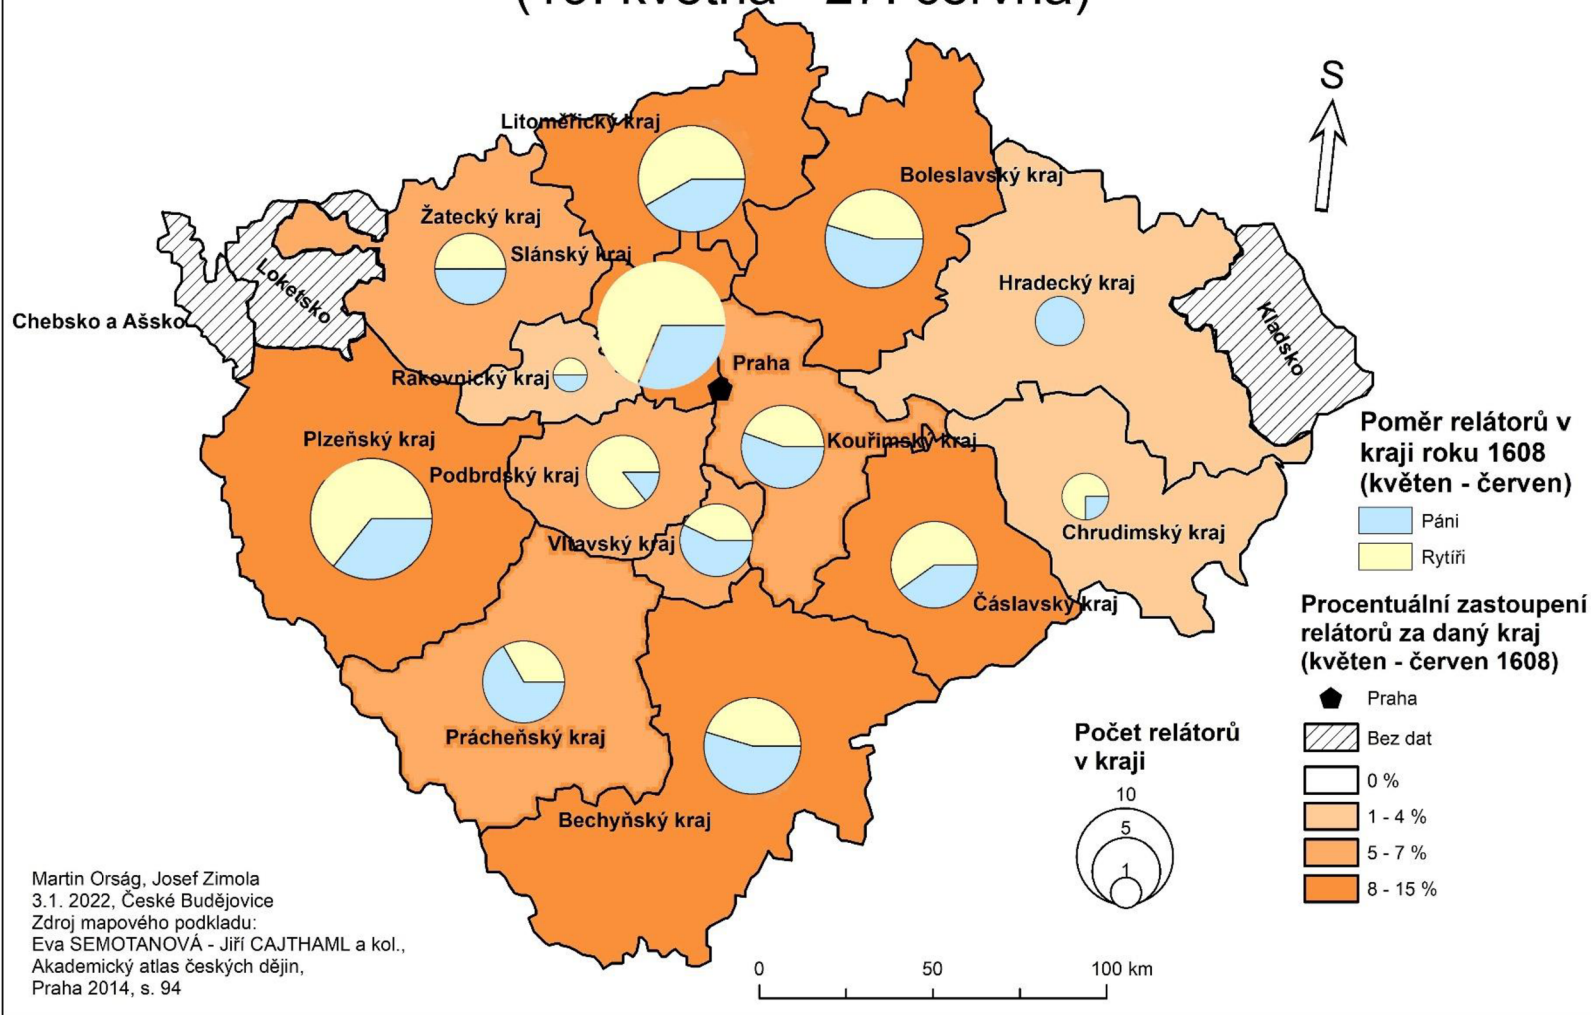 S
Litoměřický kraj
Boleslavský kraj
Žatecký kraj
Slánský kraj
Loketsko
Hradecký kraj
Chebsko a Ašsko
Kladsko
Praha
Rakovnický kraj
Plzeňský kraj
Kouřimský kraj
Podbrdský kraj
Vltavský kraj
Chrudimský kraj
Čáslavský kraj
Prácheňský kraj
Bechyňský kraj
Poměr relátorů v
kraji roku 1608
(květen - červen)
Páni
Rytíři
Procentuální zastoupení
relátorů za daný kraj
(květen - červen 1608)
Praha
Bez dat
0 %
1 - 4 %
5 - 7 %
8 - 15 %
Počet relátorů
v kraji
10
5
1
Martin Orság, Josef Zimola
3.1. 2022, České Budějovice
Zdroj mapového podkladu:
Eva SEMOTANOVÁ - Jiří CAJTHAML a kol.,
Akademický atlas českých dějin,
Praha 2014, s. 94
0 50 100 km